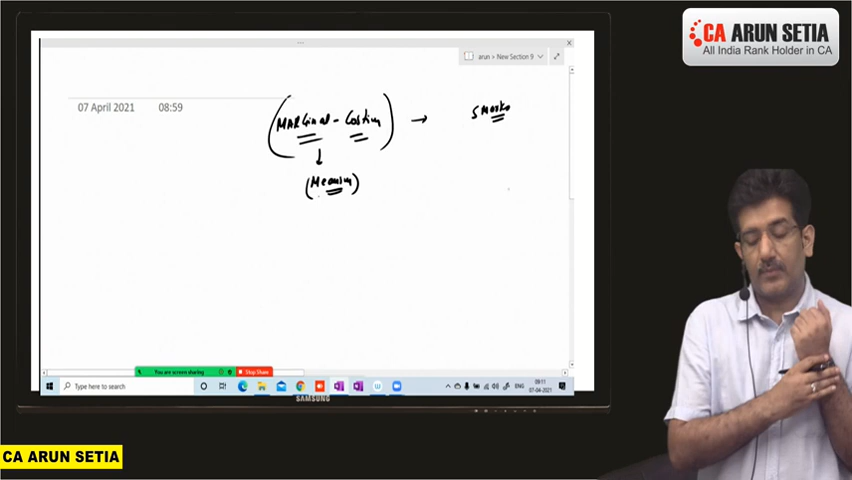 CA ARUN SETIA
All India Rank Holder in CA
arun > New Section 9
07 April 2021 08:59
(MARginal - Costing) → 5 Marks
↓
(Meaning)
You are screen sharing Stop Share
Type here to search
ENG
09:11
07-04-2021
SAMSUNG
CA ARUN SETIA